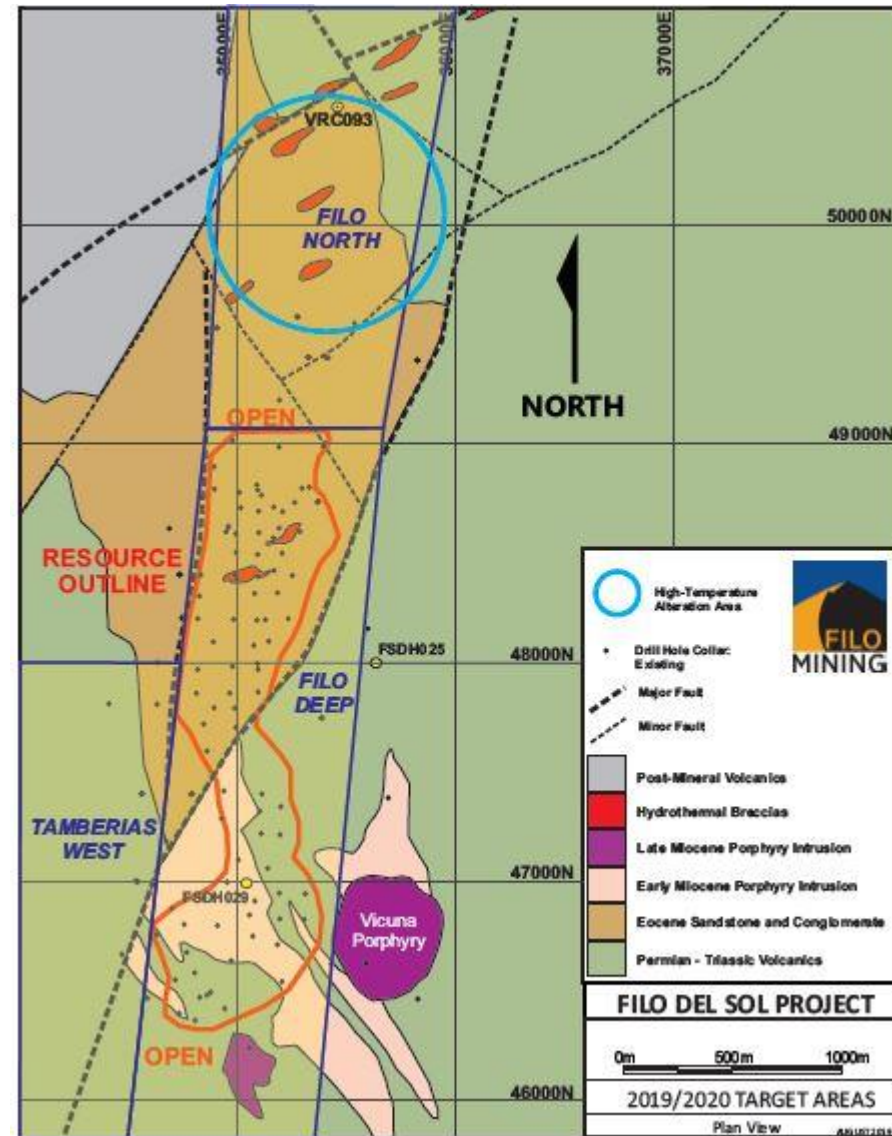 35000E
36000E
37000E
VRC093
FILO
NORTH
50000N
NORTH
OPEN
49000N
RESOURCE
OUTLINE
FSDH025
48000N
FILO
DEEP
TAMBERIAS
WEST
47000N
FSDH029
Vicuna
Porphyry
OPEN
46000N
High-Temperature
Alteration Area
FILO
MINING
Drill Hole Collar:
Existing
Major Fault
Minor Fault
Post-Mineral Volcanics
Hydrothermal Breccias
Late Miocene Porphyry Intrusion
Early Miocene Porphyry Intrusion
Eocene Sandstone and Conglomerate
Permian - Triassic Volcanics
FILO DEL SOL PROJECT
0m 500m 1000m
2019/2020 TARGET AREAS
Plan View